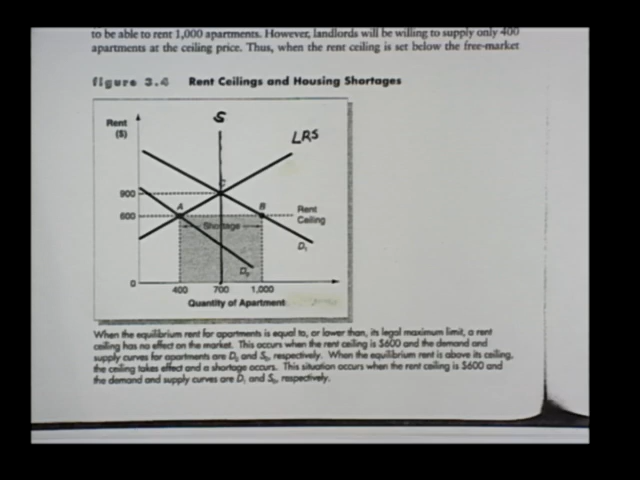 to be able to rent 1,000 apartments. However, landlords will be willing to supply only 400
apartments at the ceiling price. Thus, when the rent ceiling is set below the free-market
figure 3.4 Rent Ceilings and Housing Shortages
S
Rent
($)
LRS
C
900
A
B
600
Rent
Ceiling
Shortage
D₁
D₀
0
400 700 1,000
Quantity of Apartment
When the equilibrium rent for apartments is equal to, or lower than, its legal maximum limit, a rent
ceiling has no effect on the market. This occurs when the rent ceiling is $600 and the demand and
supply curves for apartments are D₀ and S₀, respectively. When the equilibrium rent is above its ceiling,
the ceiling takes effect and a shortage occurs. This situation occurs when the rent ceiling is $600 and
the demand and supply curves are D₁ and S₀, respectively.